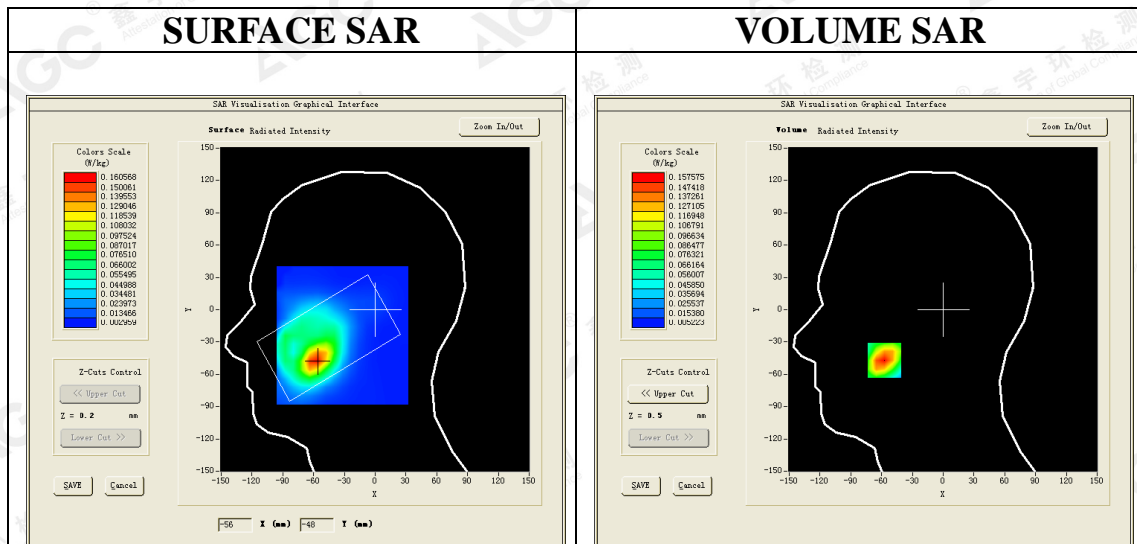 SURFACE SAR
VOLUME SAR
SAR Visualisation Graphical Interface
Surface Radiated Intensity
Zoom In/Out
Colors Scale
(W/kg)
0.160568
0.150061
0.139553
0.129046
0.118539
0.108032
0.097524
0.087017
0.076510
0.066002
0.055495
0.044988
0.034481
0.023973
0.013466
0.002959
Z-Cuts Control
<< Upper Cut
Z = 0.2 mm
Lower Cut >>
SAVE Cancel
150
120
90
60
30
0
-30
-60
-90
-120
-150
Y
-150 -120 -90 -60 -30 0 30 60 90 120 150
X
-56 X (mm) -48 Y (mm)
SAR Visualisation Graphical Interface
Volume Radiated Intensity
Zoom In/Out
Colors Scale
(W/kg)
0.157575
0.147418
0.137261
0.127105
0.116948
0.106791
0.096634
0.086477
0.076321
0.066164
0.056007
0.045850
0.035694
0.025537
0.015380
0.005223
Z-Cuts Control
<< Upper Cut
Z = 0.5 mm
Lower Cut >>
SAVE Cancel
150
120
90
60
30
0
-30
-60
-90
-120
-150
Y
-150 -120 -90 -60 -30 0 30 60 90 120 150
X